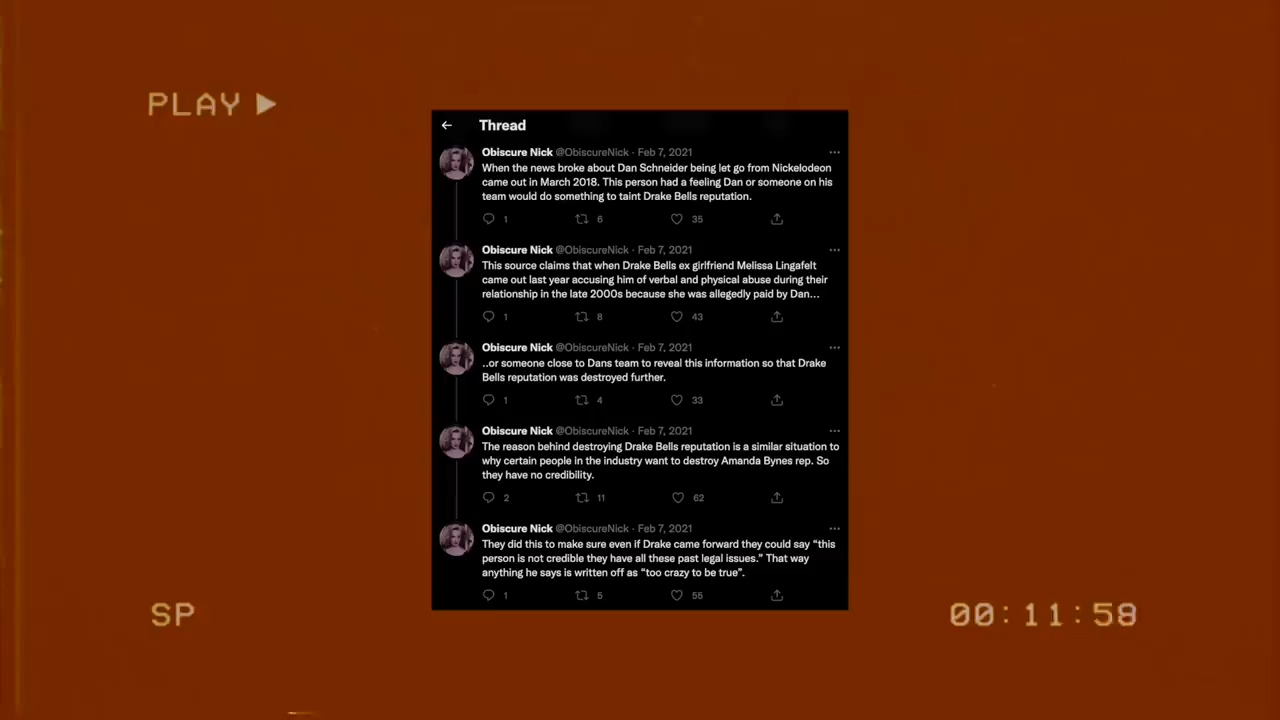 PLAY
Thread
Obiscure Nick @ObiscureNick · Feb 7, 2021
When the news broke about Dan Schneider being let go from Nickelodeon
came out in March 2018. This person had a feeling Dan or someone on his
team would do something to taint Drake Bells reputation.
1 6 35
Obiscure Nick @ObiscureNick · Feb 7, 2021
This source claims that when Drake Bells ex girlfriend Melissa Lingafelt
came out last year accusing him of verbal and physical abuse during their
relationship in the late 2000s because she was allegedly paid by Dan...
1 8 43
Obiscure Nick @ObiscureNick · Feb 7, 2021
..or someone close to Dans team to reveal this information so that Drake
Bells reputation was destroyed further.
1 4 33
Obiscure Nick @ObiscureNick · Feb 7, 2021
The reason behind destroying Drake Bells reputation is a similar situation to
why certain people in the industry want to destroy Amanda Bynes rep. So
they have no credibility.
2 11 62
Obiscure Nick @ObiscureNick · Feb 7, 2021
They did this to make sure even if Drake came forward they could say “this
person is not credible they have all these past legal issues.” That way
anything he says is written off as “too crazy to be true”.
1 5 55
SP
00:11:58